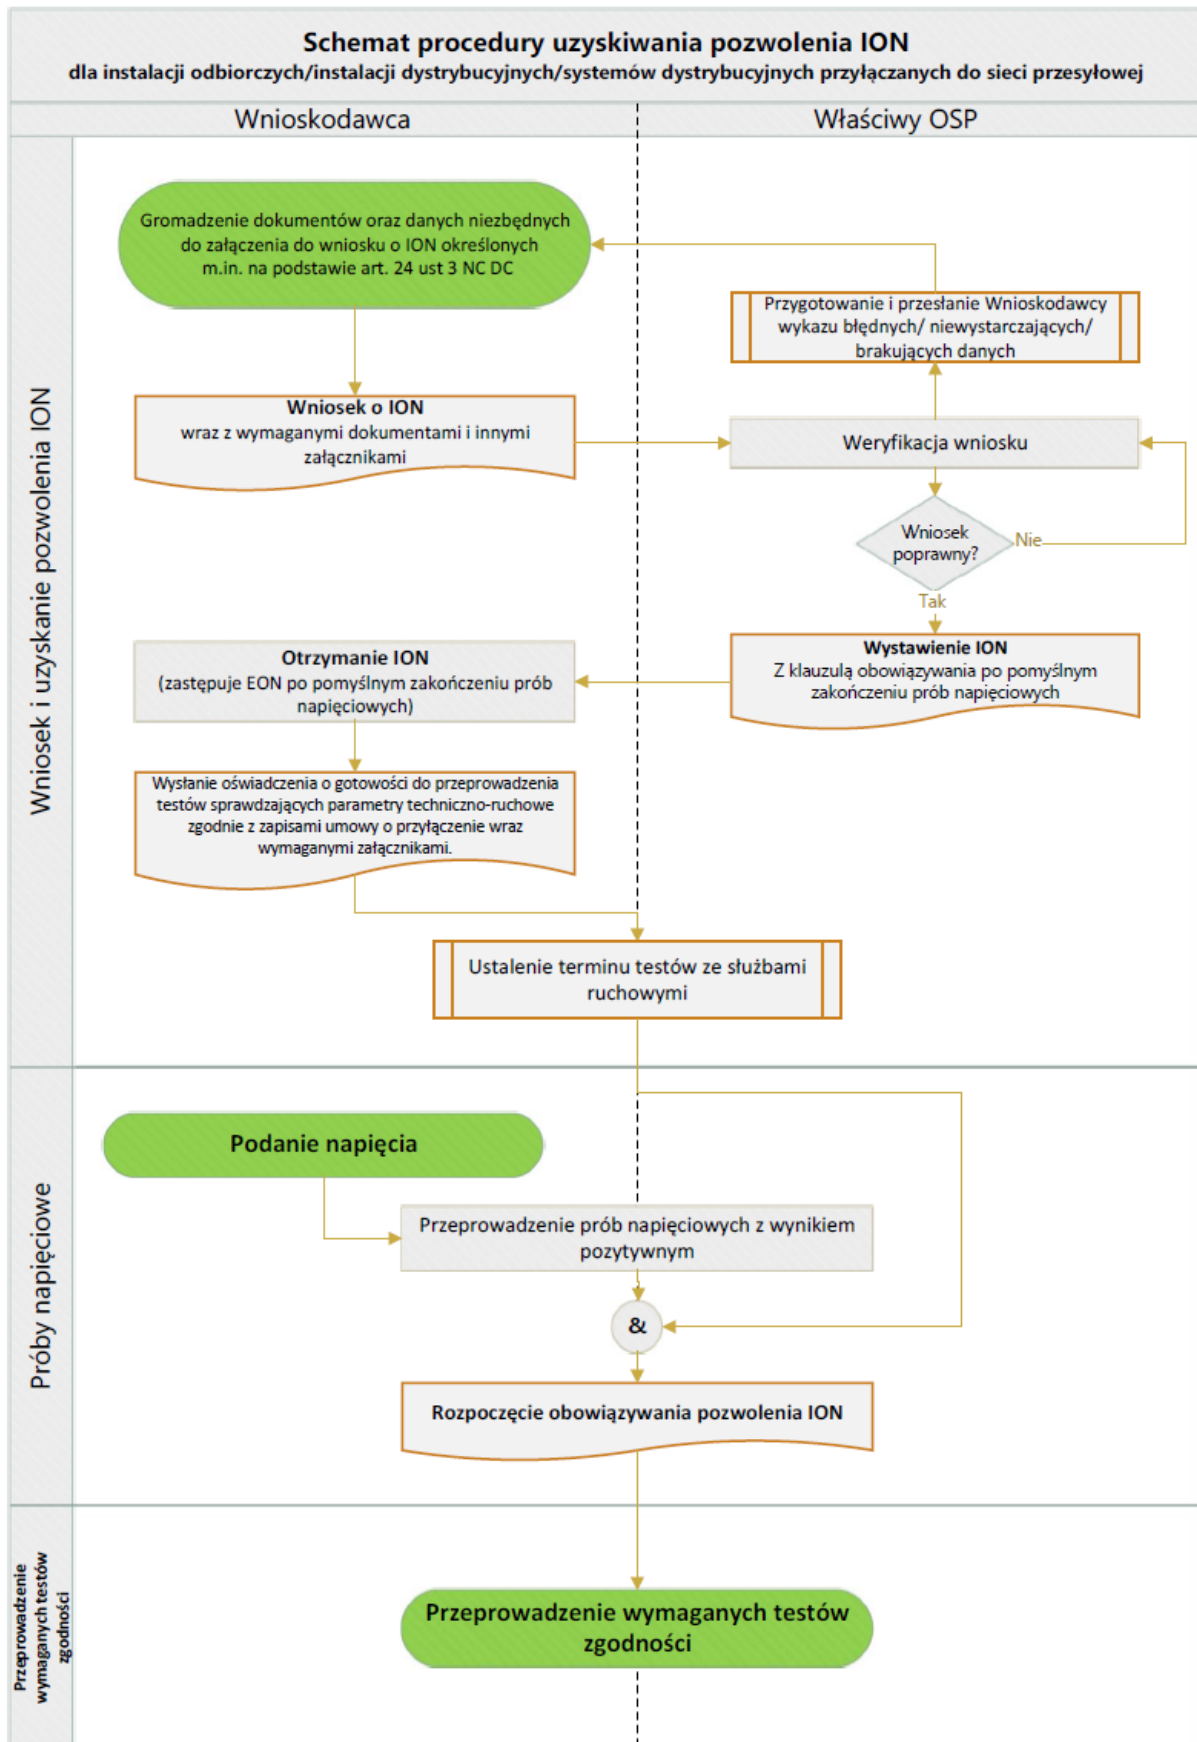 Schemat procedury uzyskiwania pozwolenia ION
dla instalacji odbiorczych/instalacji dystrybucyjnych/systemów dystrybucyjnych przyłączanych do sieci przesyłowej
Wnioskodawca
Właściwy OSP
Wniosek i uzyskanie pozwolenia ION
Gromadzenie dokumentów oraz danych niezbędnych
do załączenia do wniosku o ION określonych
m.in. na podstawie art. 24 ust 3 NC DC
Przygotowanie i przesłanie Wnioskodawcy
wykazu błędnych/ niewystarczających/
brakujących danych
Wniosek o ION
wraz z wymaganymi dokumentami i innymi
załącznikami
Weryfikacja wniosku
Wniosek
poprawny?
Nie
Tak
Wystawienie ION
Z klauzulą obowiązywania po pomyślnym
zakończeniu prób napięciowych
Otrzymanie ION
(zastępuje EON po pomyślnym zakończeniu prób
napięciowych)
Wysłanie oświadczenia o gotowości do przeprowadzenia
testów sprawdzających parametry techniczno-ruchowe
zgodnie z zapisami umowy o przyłączenie wraz
wymaganymi załącznikami.
Ustalenie terminu testów ze służbami
ruchowymi
Próby napięciowe
Podanie napięcia
Przeprowadzenie prób napięciowych z wynikiem
pozytywnym
&
Rozpoczęcie obowiązywania pozwolenia ION
Przeprowadzenie
wymaganych testów
zgodności
Przeprowadzenie wymaganych testów
zgodności